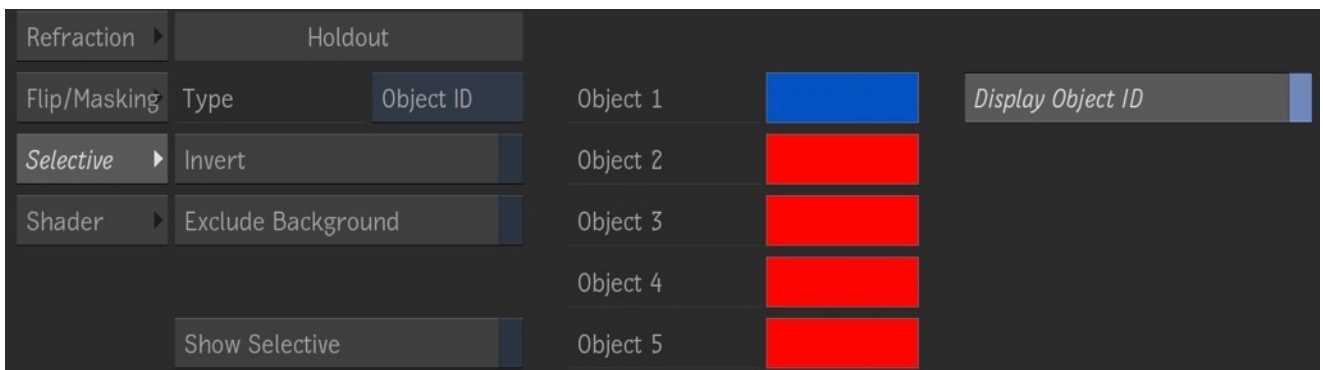 Refraction Holdout
Flip/Masking Type Object ID Object 1 Display Object ID
Selective Invert Object 2
Shader Exclude Background Object 3
Object 4
Show Selective Object 5